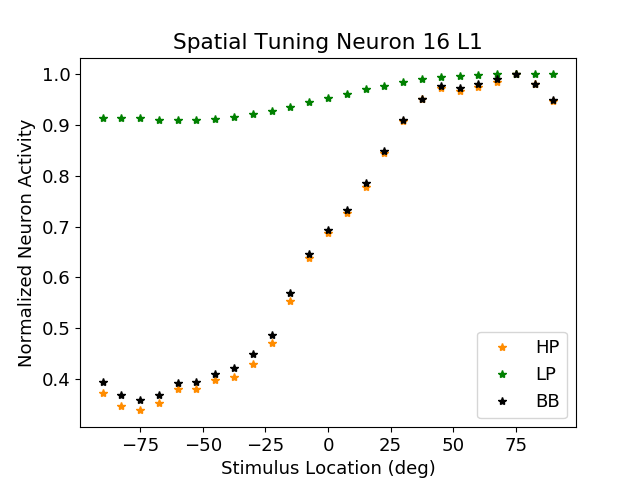 Spatial Tuning Neuron 16 L1
Normalized Neuron Activity
1.0
0.9
0.8
0.7
0.6
0.5
0.4
HP
LP
BB
−75 −50 −25 0 25 50 75
Stimulus Location (deg)